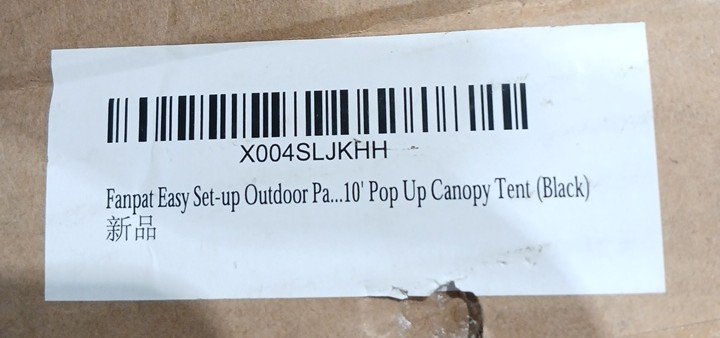 X004SLJKHH
Fanpat Easy Set-up Outdoor Pa...10' Pop Up Canopy Tent (Black)
新品